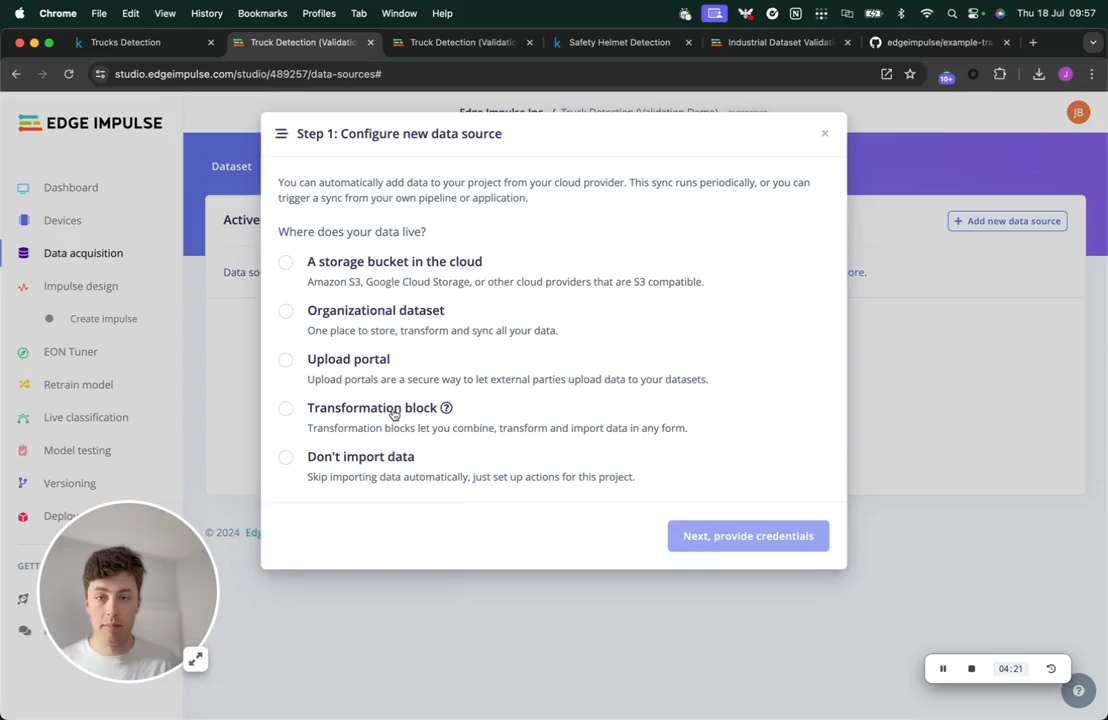 Chrome File Edit View History Bookmarks Profiles Tab Window Help Thu 18 Jul 09:57
Trucks Detection
Truck Detection (Validatio
Truck Detection (Validatio
Safety Helmet Detection
Industrial Dataset Validati
edgeimpulse/example-tra
studio.edgeimpulse.com/studio/489257/data-sources#
10+
J
EDGE IMPULSE
JB
Dashboard
Devices
Data acquisition
Impulse design
Create impulse
EON Tuner
Retrain model
Live classification
Model testing
Versioning
Deplo
GETT
Dataset
Active
+ Add new data source
Data so
ore.
© 2024 Edg
Step 1: Configure new data source
×
You can automatically add data to your project from your cloud provider. This sync runs periodically, or you can
trigger a sync from your own pipeline or application.
Where does your data live?
A storage bucket in the cloud
Amazon S3, Google Cloud Storage, or other cloud providers that are S3 compatible.
Organizational dataset
One place to store, transform and sync all your data.
Upload portal
Upload portals are a secure way to let external parties upload data to your datasets.
Transformation block
Transformation blocks let you combine, transform and import data in any form.
Don't import data
Skip importing data automatically, just set up actions for this project.
Next, provide credentials
04:21